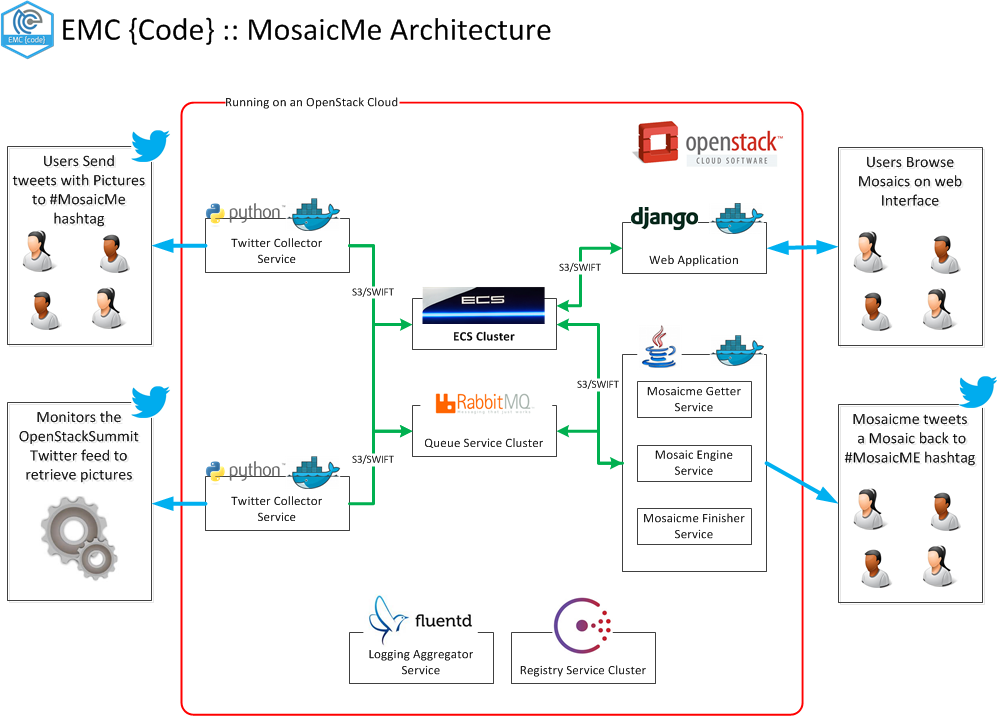 EMC {code}
EMC {Code} :: MosaicMe Architecture
Running on an OpenStack Cloud
openstack™
CLOUD SOFTWARE
Users Send
tweets with Pictures
to #MosaicMe
hashtag
python™
Twitter Collector
Service
S3/SWIFT
ECS
ECS Cluster
S3/SWIFT
django
Web Application
Users Browse
Mosaics on web
Interface
Monitors the
OpenStackSummit
Twitter feed to
retrieve pictures
python™
Twitter Collector
Service
S3/SWIFT
RabbitMQ
Queue Service Cluster
S3/SWIFT
Java
Mosaicme Getter
Service
Mosaic Engine
Service
Mosaicme Finisher
Service
Mosaicme tweets
a Mosaic back to
#MosaicME hashtag
fluentd
Logging Aggregator
Service
Registry Service Cluster